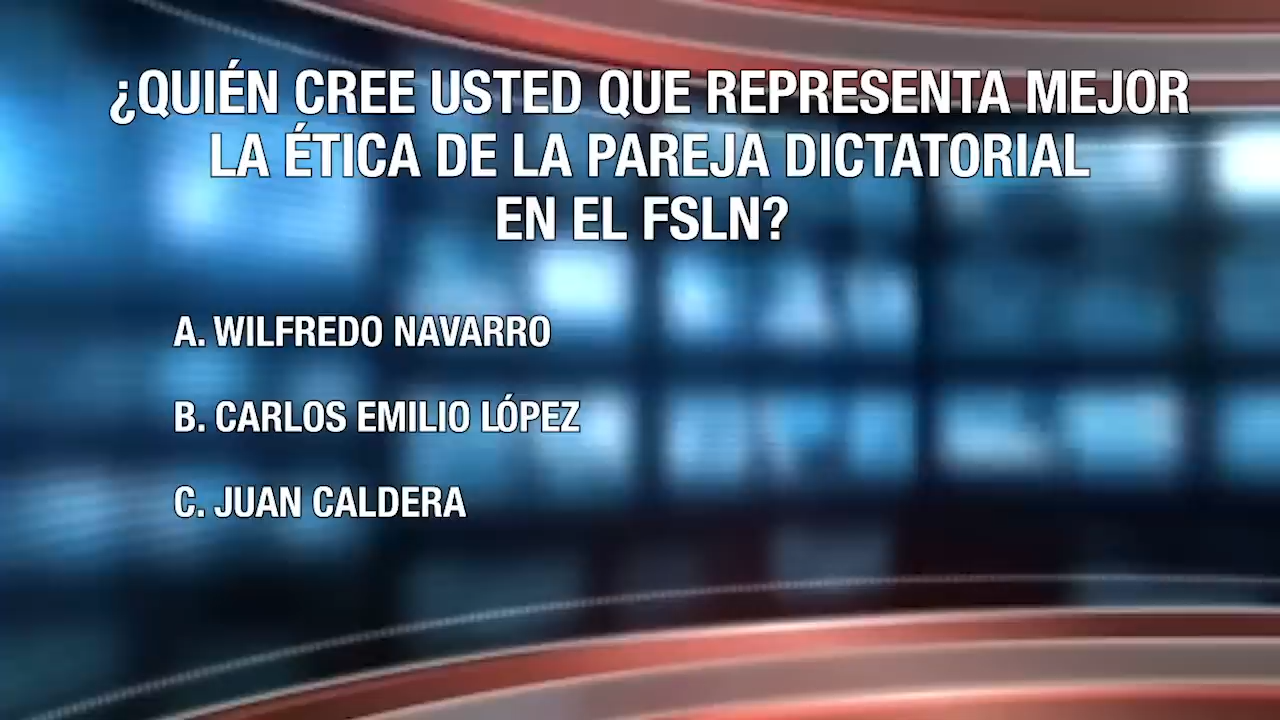 ¿QUIÉN CREE USTED QUE REPRESENTA MEJOR
LA ÉTICA DE LA PAREJA DICTATORIAL
EN EL FSLN?
A. WILFREDO NAVARRO
B. CARLOS EMILIO LÓPEZ
C. JUAN CALDERA